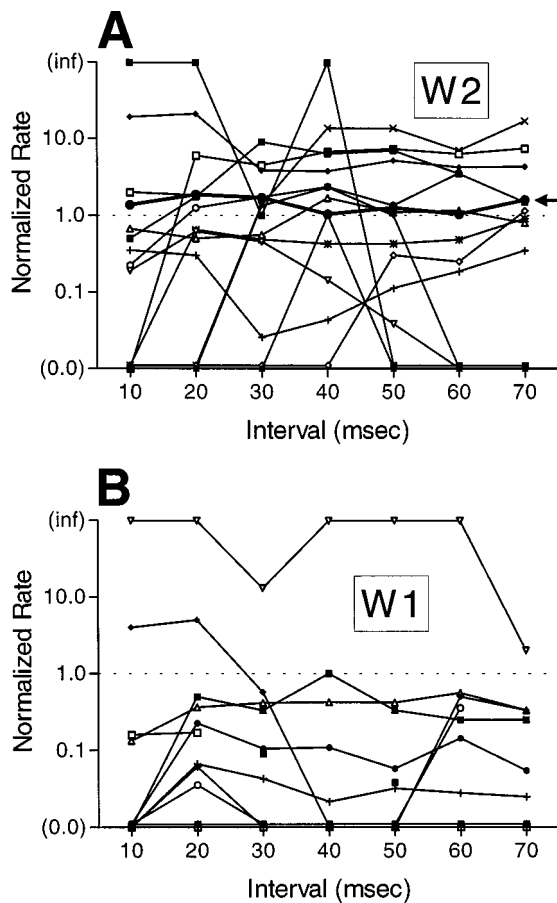 A
W2
Normalized Rate
(inf)
10.0
1.0
0.1
(0.0)
10 20 30 40 50 60 70
Interval (msec)
B
W1
Normalized Rate
(inf)
10.0
1.0
0.1
(0.0)
10 20 30 40 50 60 70
Interval (msec)